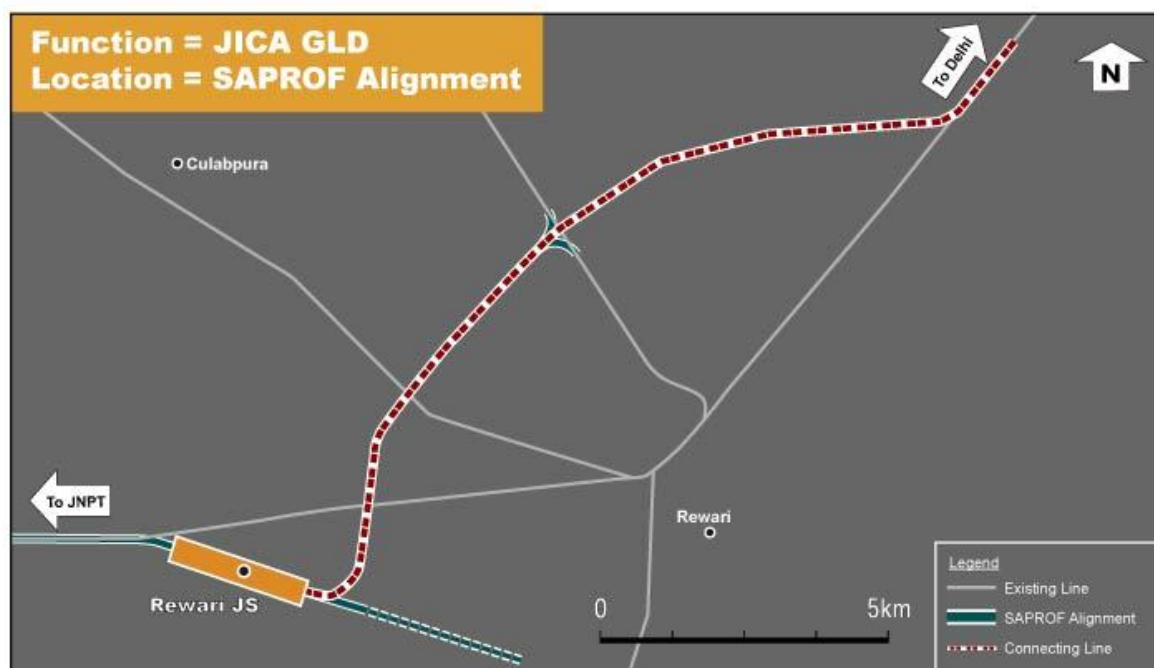 Function = JICA GLD
Location = SAPROF Alignment
To Delhi
N
Culabpura
To JNPT
Rewari
Rewari JS
0 5km
Legend
Existing Line
SAPROF Alignment
Connecting Line